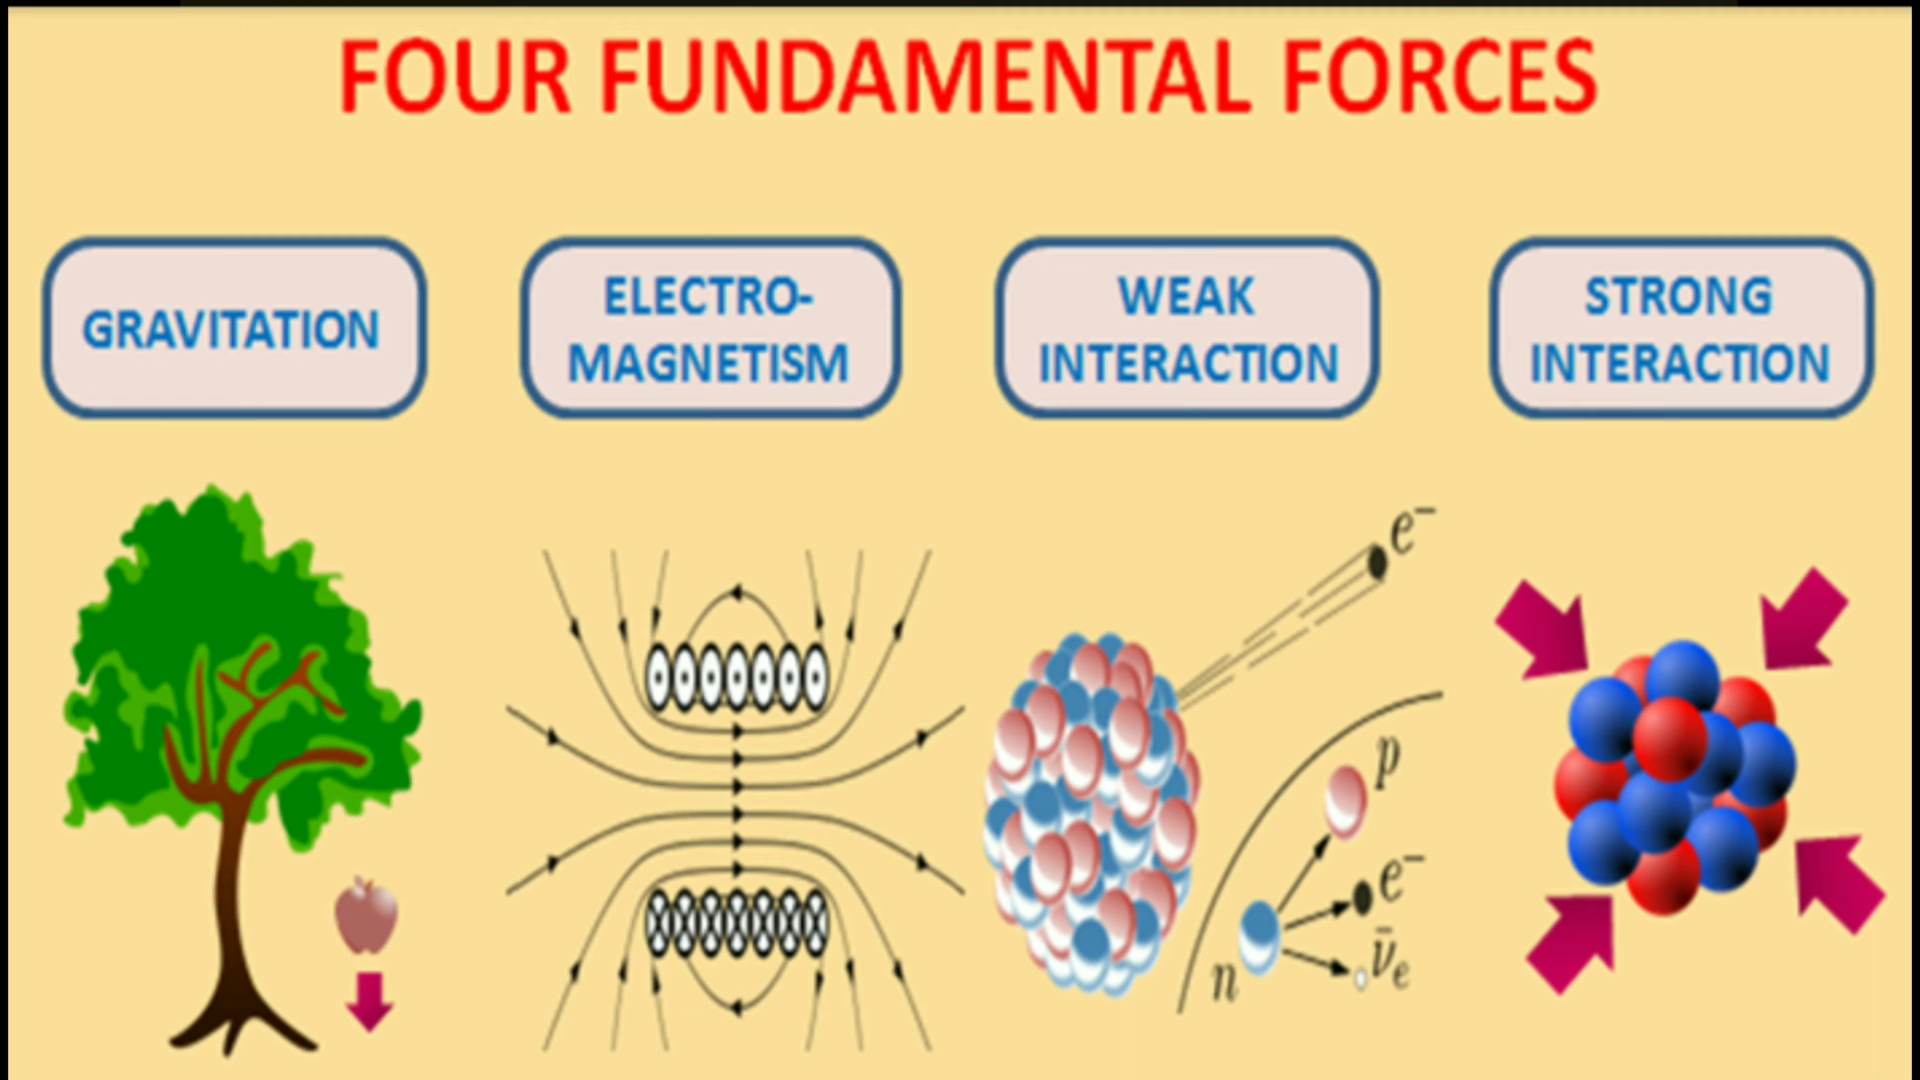 FOUR FUNDAMENTAL FORCES
GRAVITATION
ELECTRO-
MAGNETISM
WEAK
INTERACTION
STRONG
INTERACTION
e⁻
p
e⁻
ν̄ₑ
n